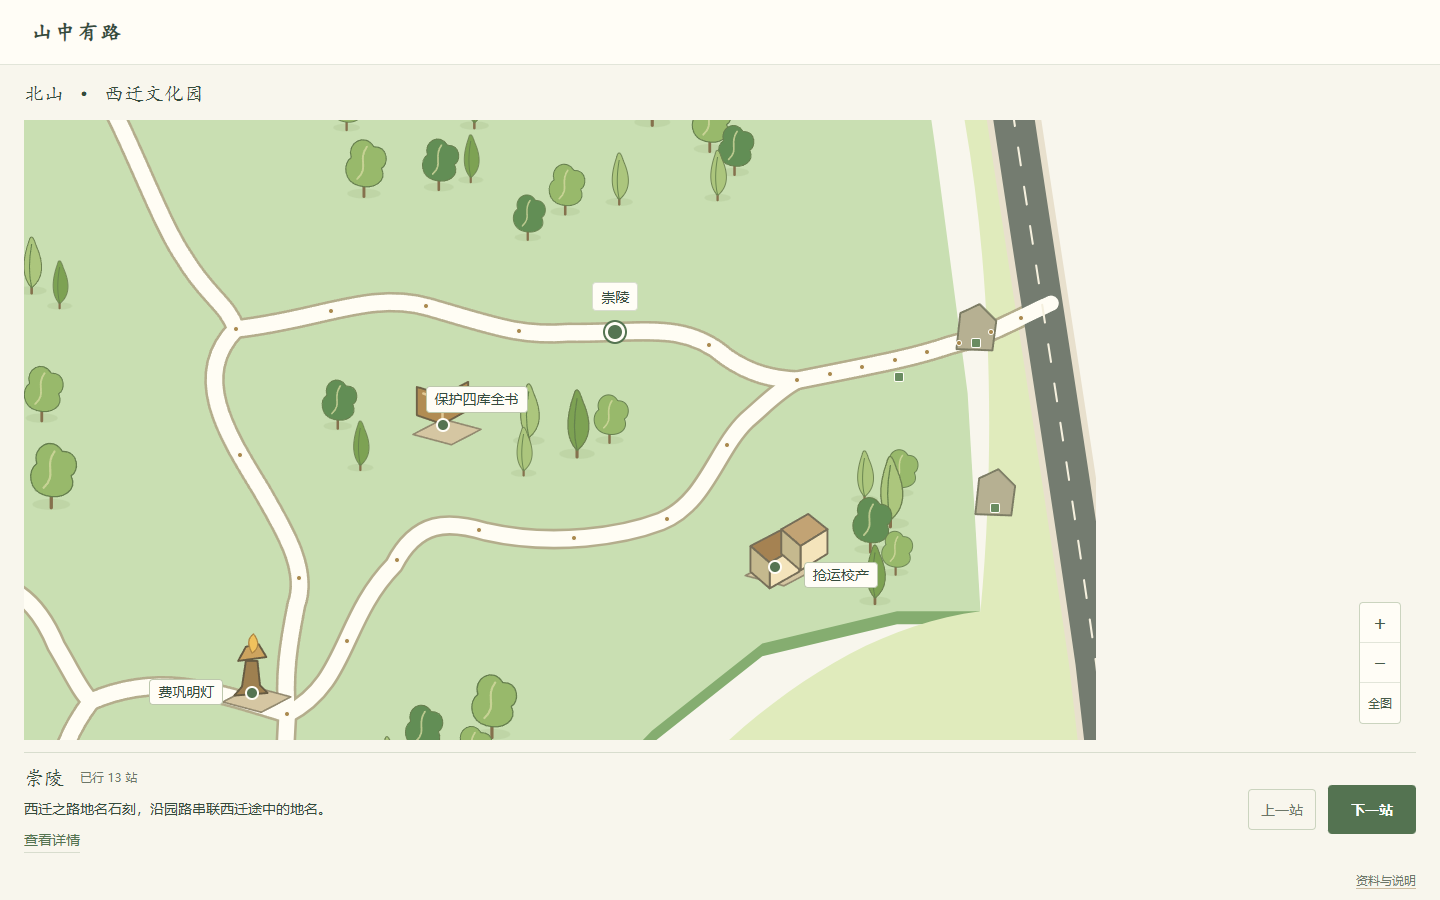 山中有路
北山 • 西迁文化园
崇陵
保护四库全书
抢运校产
费巩明灯
+
−
全图
崇陵 已行 13 站
西迁之路地名石刻，沿园路串联西迁途中的地名。
查看详情
上一站
下一站
资料与说明